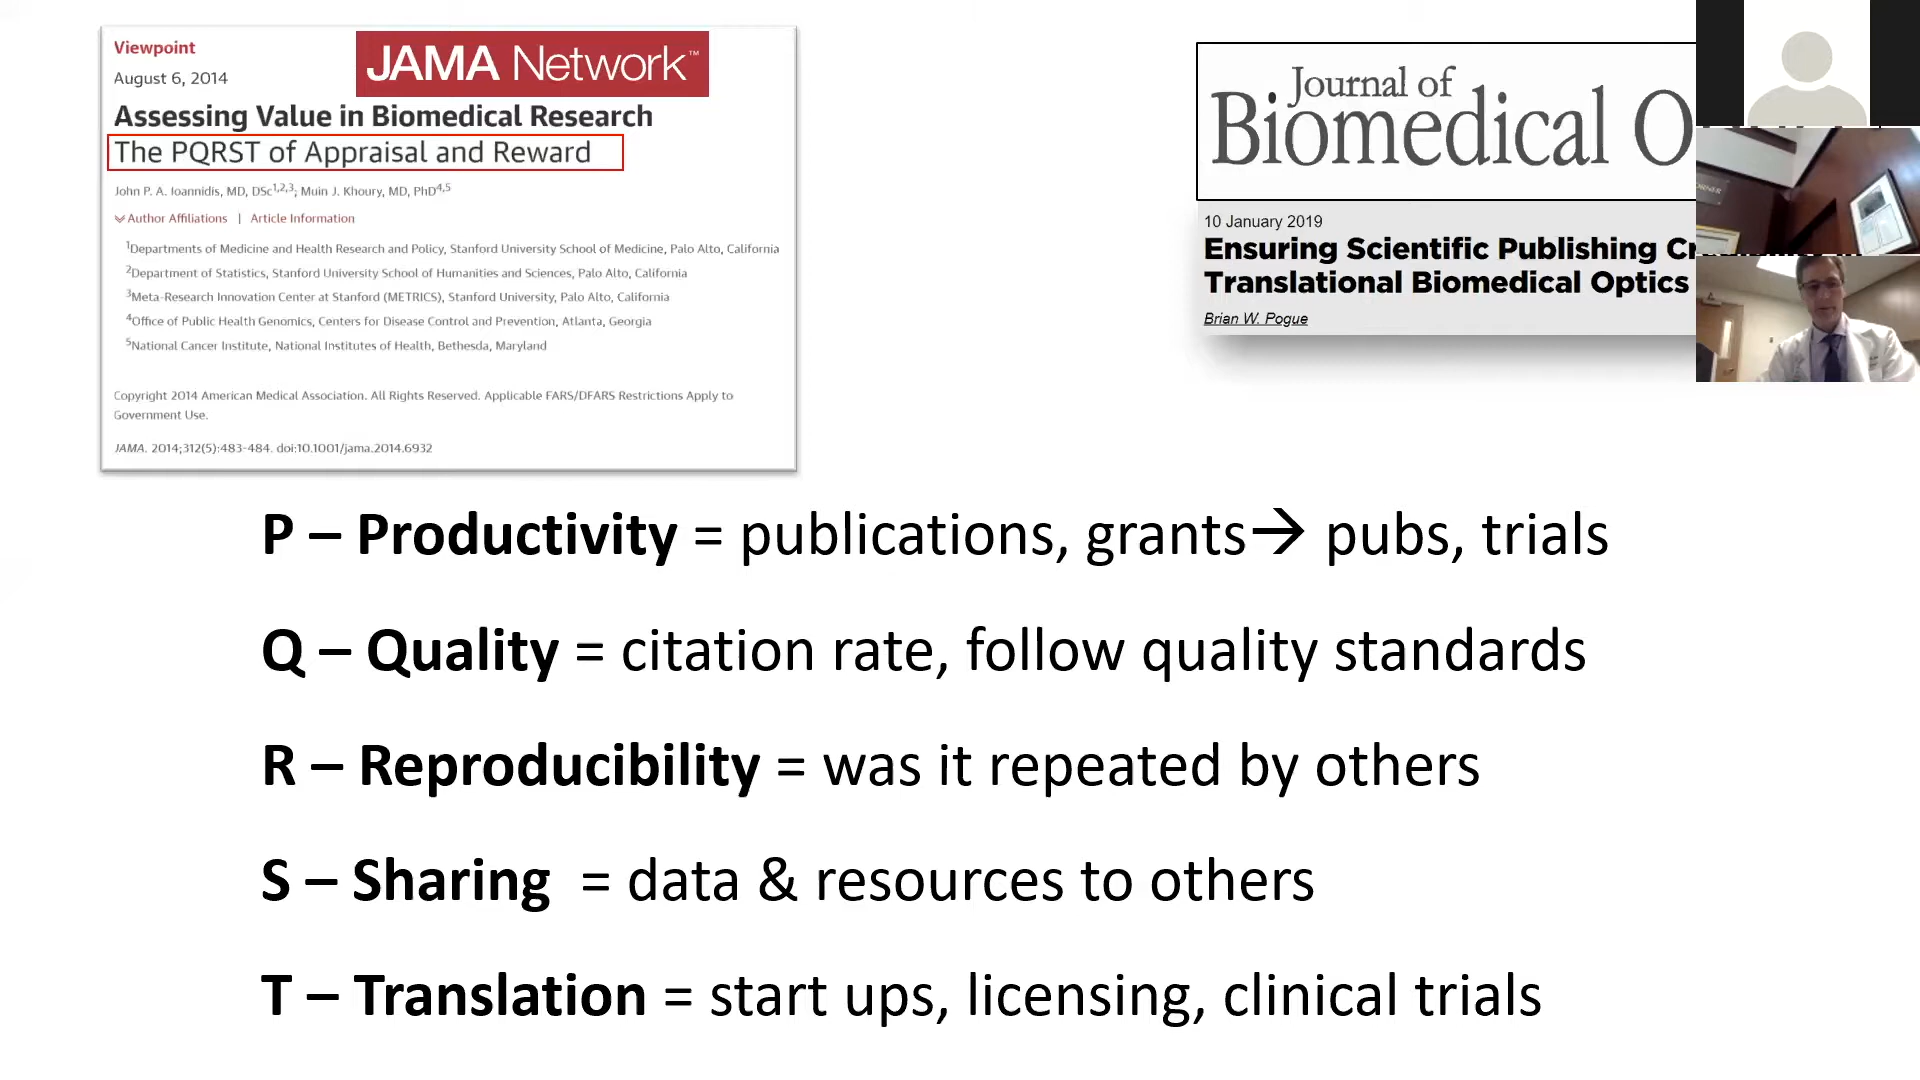 Viewpoint
JAMA Network™
August 6, 2014
Assessing Value in Biomedical Research
The PQRST of Appraisal and Reward
John P. A. Ioannidis, MD, DSc1,2,3; Muin J. Khoury, MD, PhD4,5
Author Affiliations | Article Information
1Departments of Medicine and Health Research and Policy, Stanford University School of Medicine, Palo Alto, California
2Department of Statistics, Stanford University School of Humanities and Sciences, Palo Alto, California
3Meta-Research Innovation Center at Stanford (METRICS), Stanford University, Palo Alto, California
4Office of Public Health Genomics, Centers for Disease Control and Prevention, Atlanta, Georgia
5National Cancer Institute, National Institutes of Health, Bethesda, Maryland
Copyright 2014 American Medical Association. All Rights Reserved. Applicable FARS/DFARS Restrictions Apply to
Government Use.
JAMA. 2014;312(5):483-484. doi:10.1001/jama.2014.6932
Journal of
Biomedical O
10 January 2019
Ensuring Scientific Publishing
Translational Biomedical Optics
Brian W. Pogue
P – Productivity = publications, grants→ pubs, trials
Q – Quality = citation rate, follow quality standards
R – Reproducibility = was it repeated by others
S – Sharing = data & resources to others
T – Translation = start ups, licensing, clinical trials